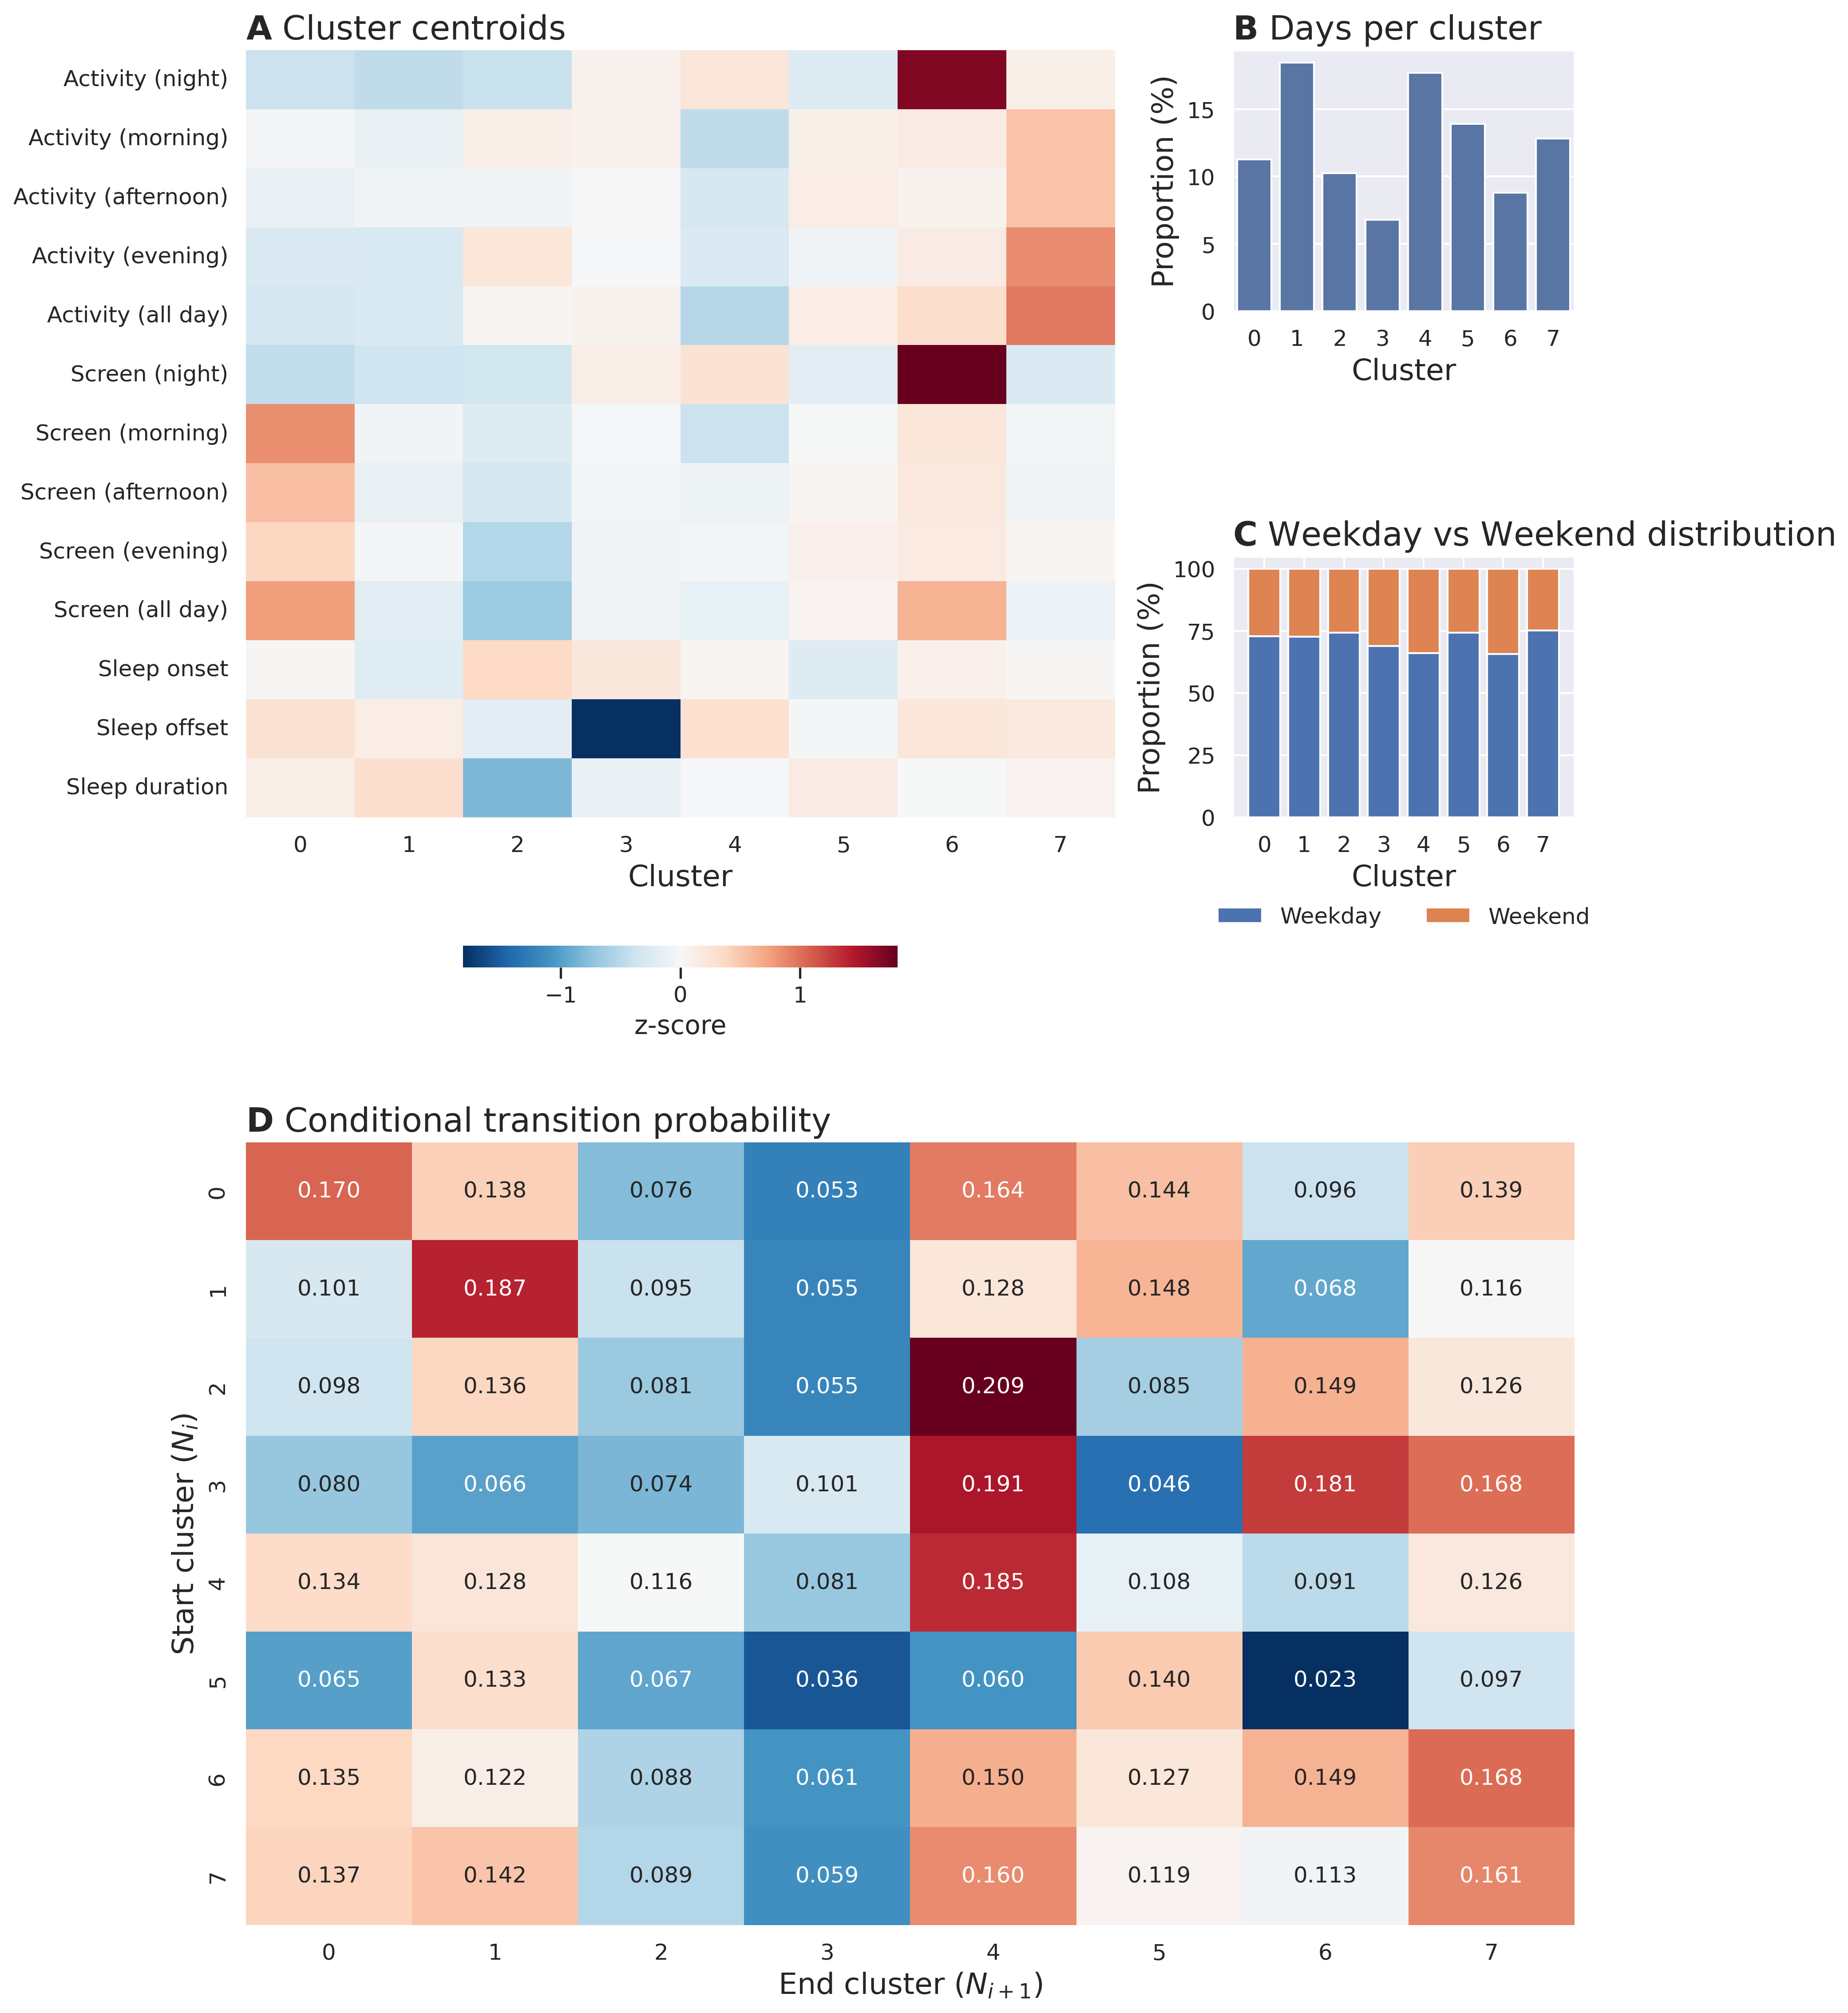 A Cluster centroids
Activity (night)
Activity (morning)
Activity (afternoon)
Activity (evening)
Activity (all day)
Screen (night)
Screen (morning)
Screen (afternoon)
Screen (evening)
Screen (all day)
Sleep onset
Sleep offset
Sleep duration
0 1 2 3 4 5 6 7
Cluster
−1 0 1
z-score
B Days per cluster
Proportion (%)
15
10
5
0
0 1 2 3 4 5 6 7
Cluster
C Weekday vs Weekend distribution
Proportion (%)
100
75
50
25
0
0 1 2 3 4 5 6 7
Cluster
Weekday Weekend
D Conditional transition probability
Start cluster (Nᵢ)
0 0.170 0.138 0.076 0.053 0.164 0.144 0.096 0.139
1 0.101 0.187 0.095 0.055 0.128 0.148 0.068 0.116
2 0.098 0.136 0.081 0.055 0.209 0.085 0.149 0.126
3 0.080 0.066 0.074 0.101 0.191 0.046 0.181 0.168
4 0.134 0.128 0.116 0.081 0.185 0.108 0.091 0.126
5 0.065 0.133 0.067 0.036 0.060 0.140 0.023 0.097
6 0.135 0.122 0.088 0.061 0.150 0.127 0.149 0.168
7 0.137 0.142 0.089 0.059 0.160 0.119 0.113 0.161
0 1 2 3 4 5 6 7
End cluster (Nᵢ₊₁)